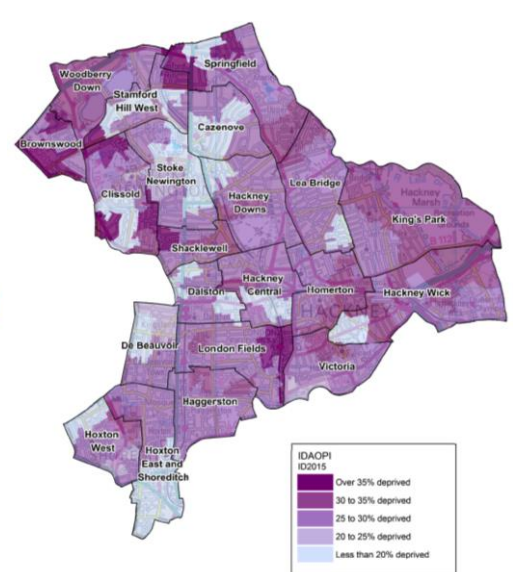 Springfield
Woodberry
Down
Stamford
Hill West
Cazenove
Brownswood
Stoke
Newington
Clissold
Lea Bridge
Hackney
Downs
Hackney
Marsh
King's Park
Shacklewell
Hackney
Central
Dalston
Homerton
Hackney Wick
HACKNEY
De Beauvoir
London Fields
Victoria
Haggerston
Hoxton
West
Hoxton
East and
Shoreditch
IDAOPI
ID2015
Over 35% deprived
30 to 35% deprived
25 to 30% deprived
20 to 25% deprived
Less than 20% deprived